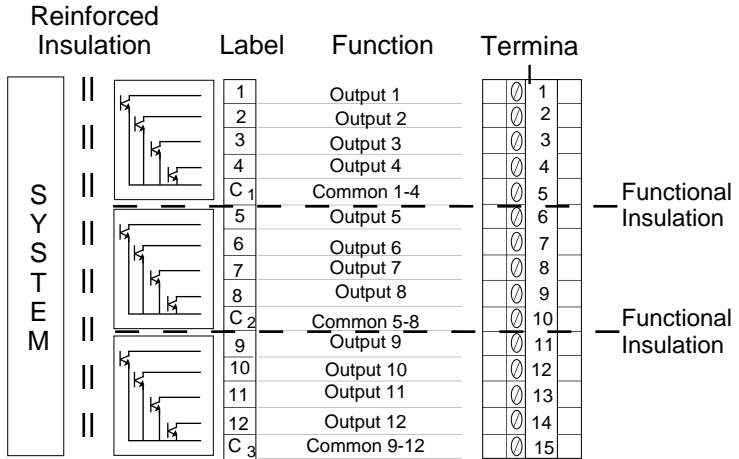 Reinforced
Insulation Label Function Termina
1 Output 1 1
2 Output 2 2
3 Output 3 3
4 Output 4 4
C 1 Common 1-4 5
Functional
Insulation
5 Output 5 6
6 Output 6 7
7 Output 7 8
8 Output 8 9
C 2 Common 5-8 10
Functional
Insulation
9 Output 9 11
10 Output 10 12
11 Output 11 13
12 Output 12 14
C 3 Common 9-12 15
SYSTEM